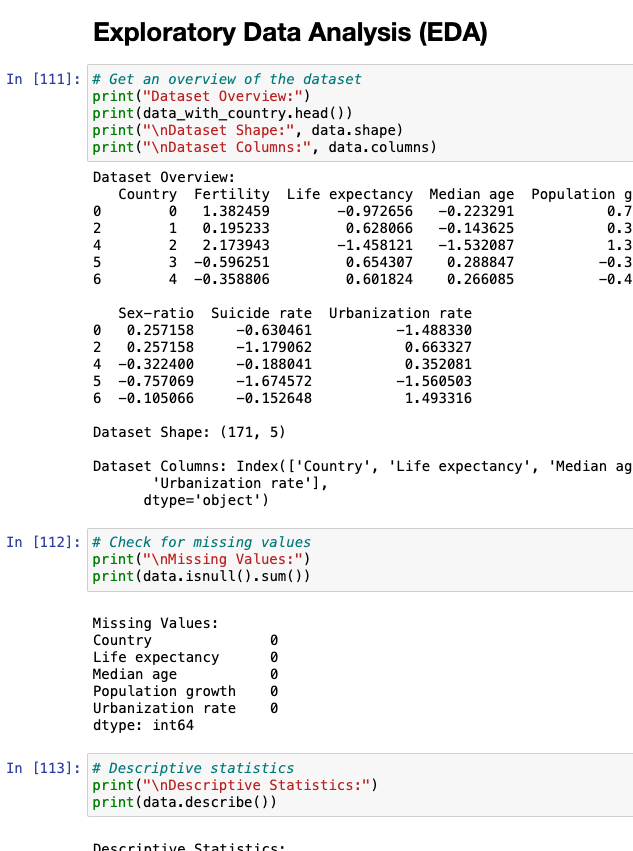 Exploratory Data Analysis (EDA)
In [111]: # Get an overview of the dataset
print("Dataset Overview:")
print(data_with_country.head())
print("\nDataset Shape:", data.shape)
print("\nDataset Columns:", data.columns)
Dataset Overview:
Country Fertility Life expectancy Median age Population g
0 0 1.382459 -0.972656 -0.223291 0.7
2 1 0.195233 0.628066 -0.143625 0.3
4 2 2.173943 -1.458121 -1.532087 1.3
5 3 -0.596251 0.654307 0.288847 -0.3
6 4 -0.358806 0.601824 0.266085 -0.4
Sex-ratio Suicide rate Urbanization rate
0 0.257158 -0.630461 -1.488330
2 0.257158 -1.179062 0.663327
4 -0.322400 -0.188041 0.352081
5 -0.757069 -1.674572 -1.560503
6 -0.105066 -0.152648 1.493316
Dataset Shape: (171, 5)
Dataset Columns: Index(['Country', 'Life expectancy', 'Median ag
'Urbanization rate'],
dtype='object')
In [112]: # Check for missing values
print("\nMissing Values:")
print(data.isnull().sum())
Missing Values:
Country 0
Life expectancy 0
Median age 0
Population growth 0
Urbanization rate 0
dtype: int64
In [113]: # Descriptive statistics
print("\nDescriptive Statistics:")
print(data.describe())
Descriptive Statistics: